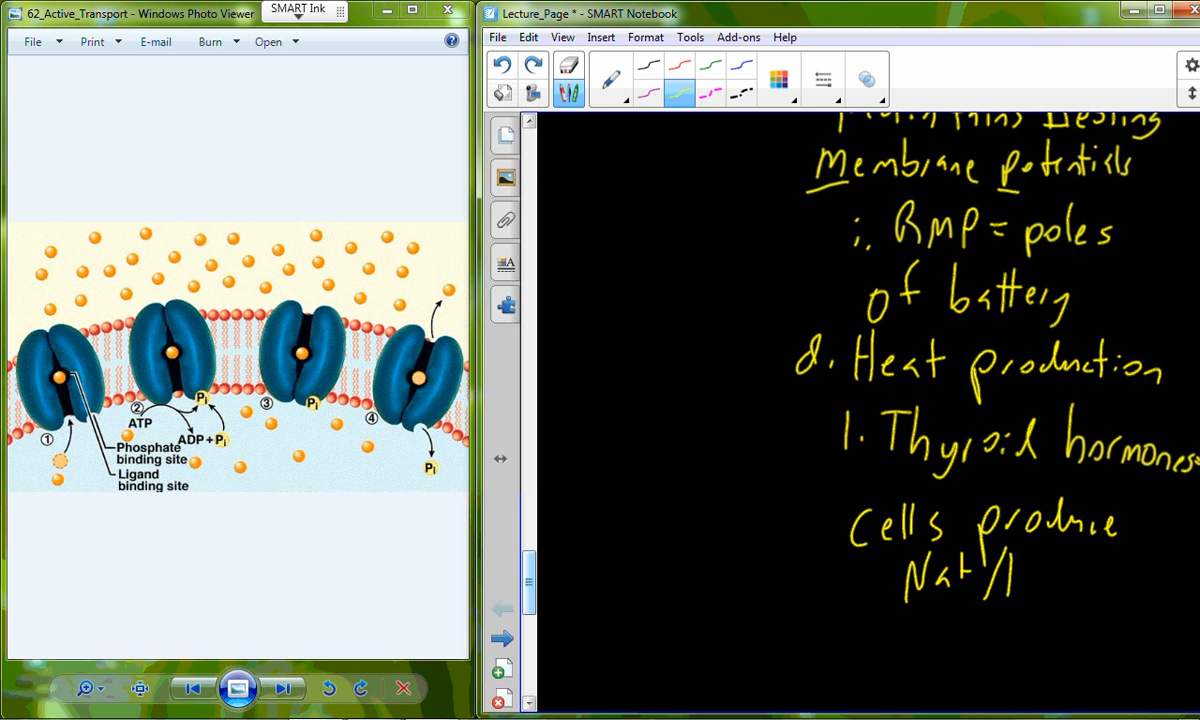 62_Active_Transport - Windows Photo Viewer
SMART Ink
File Print E-mail Burn Open
Phosphate
binding site
Ligand
binding site
ATP
ADP + Pi
Pi
Pi
Pi
1
2
3
4
Lecture_Page * - SMART Notebook
File Edit View Insert Format Tools Add-ons Help
Membrane potentials
i. RMP = poles
of battery
d. Heat production
1. Thyroid hormones =
Cells produce
Na+/